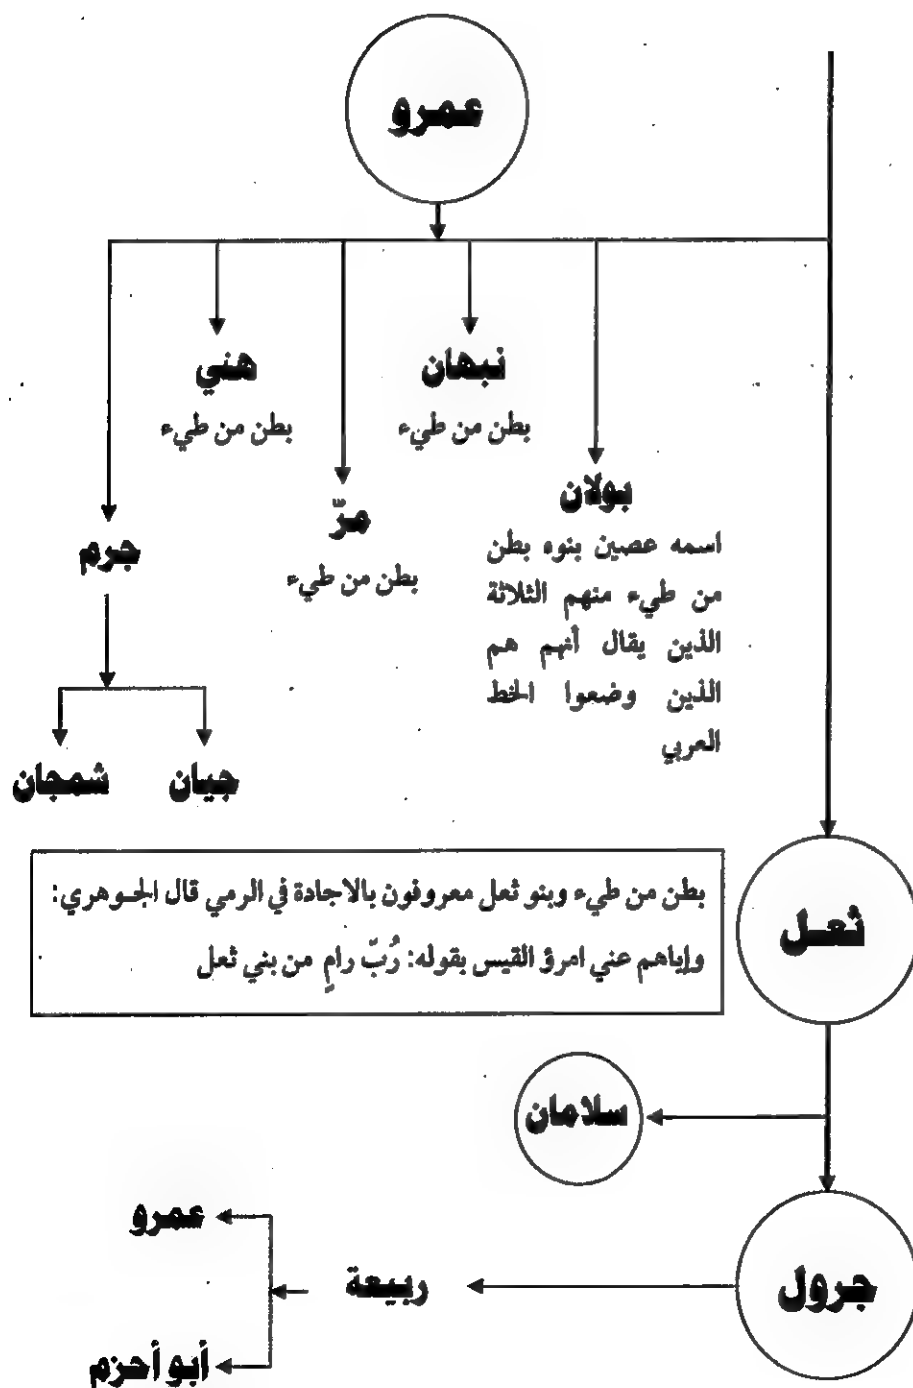 عمرو
نبهان
هني
بطن من طيء
بطن من طيء
بولان
مرّ
جرم
اسمه عصين بنوه بطن
من طيء منهم الثلاثة
الذين يقال أنهم هم
الذين وضعوا الخط
العربي
بطن من طيء
جيان
شمجان
ثعل
بطن من طيء وبنو ثعل معروفون بالاجادة في الرمي قال الجوهري:
وإياهم عني امرؤ القيس بقوله: رُبّ رامٍ من بني ثعل
سلامان
جرول
ربيعة
عمرو
أبو أحزم